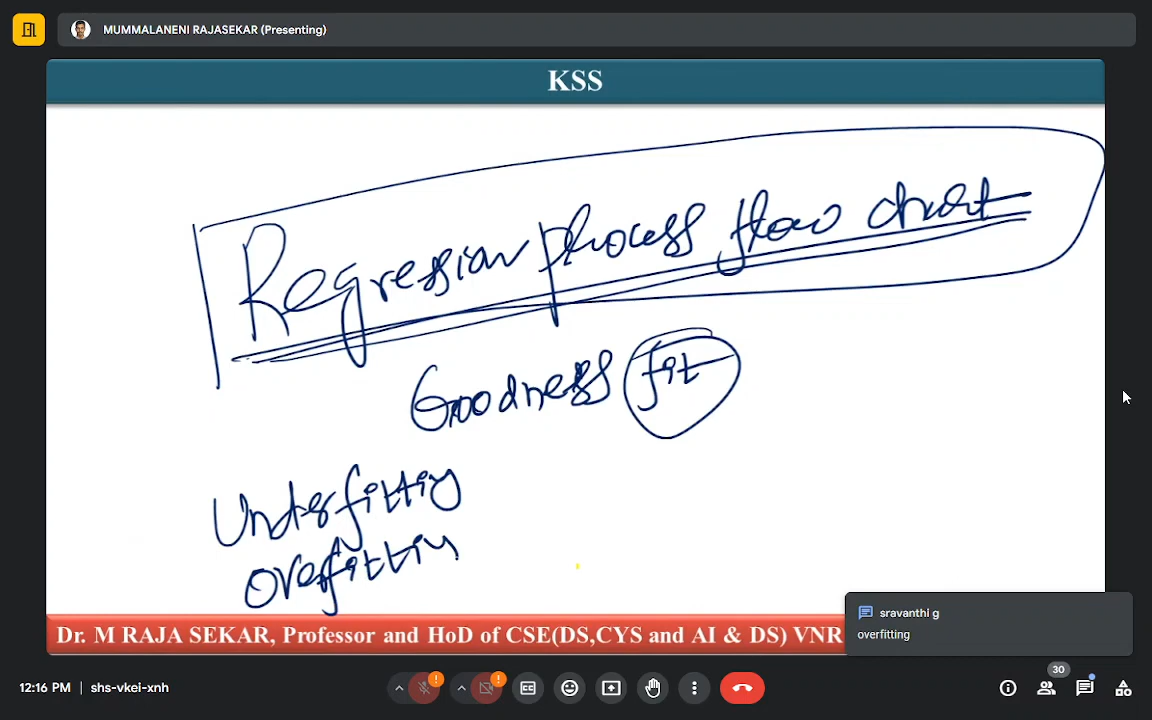 MUMMALANENI RAJASEKAR (Presenting)
KSS
Regression process flow chart
Goodness fit
Underfitting
overfitting
Dr. M RAJA SEKAR, Professor and HoD of CSE(DS,CYS and AI & DS) VNR
sravanthi g
overfitting
12:16 PM | shs-vkei-xnh
30